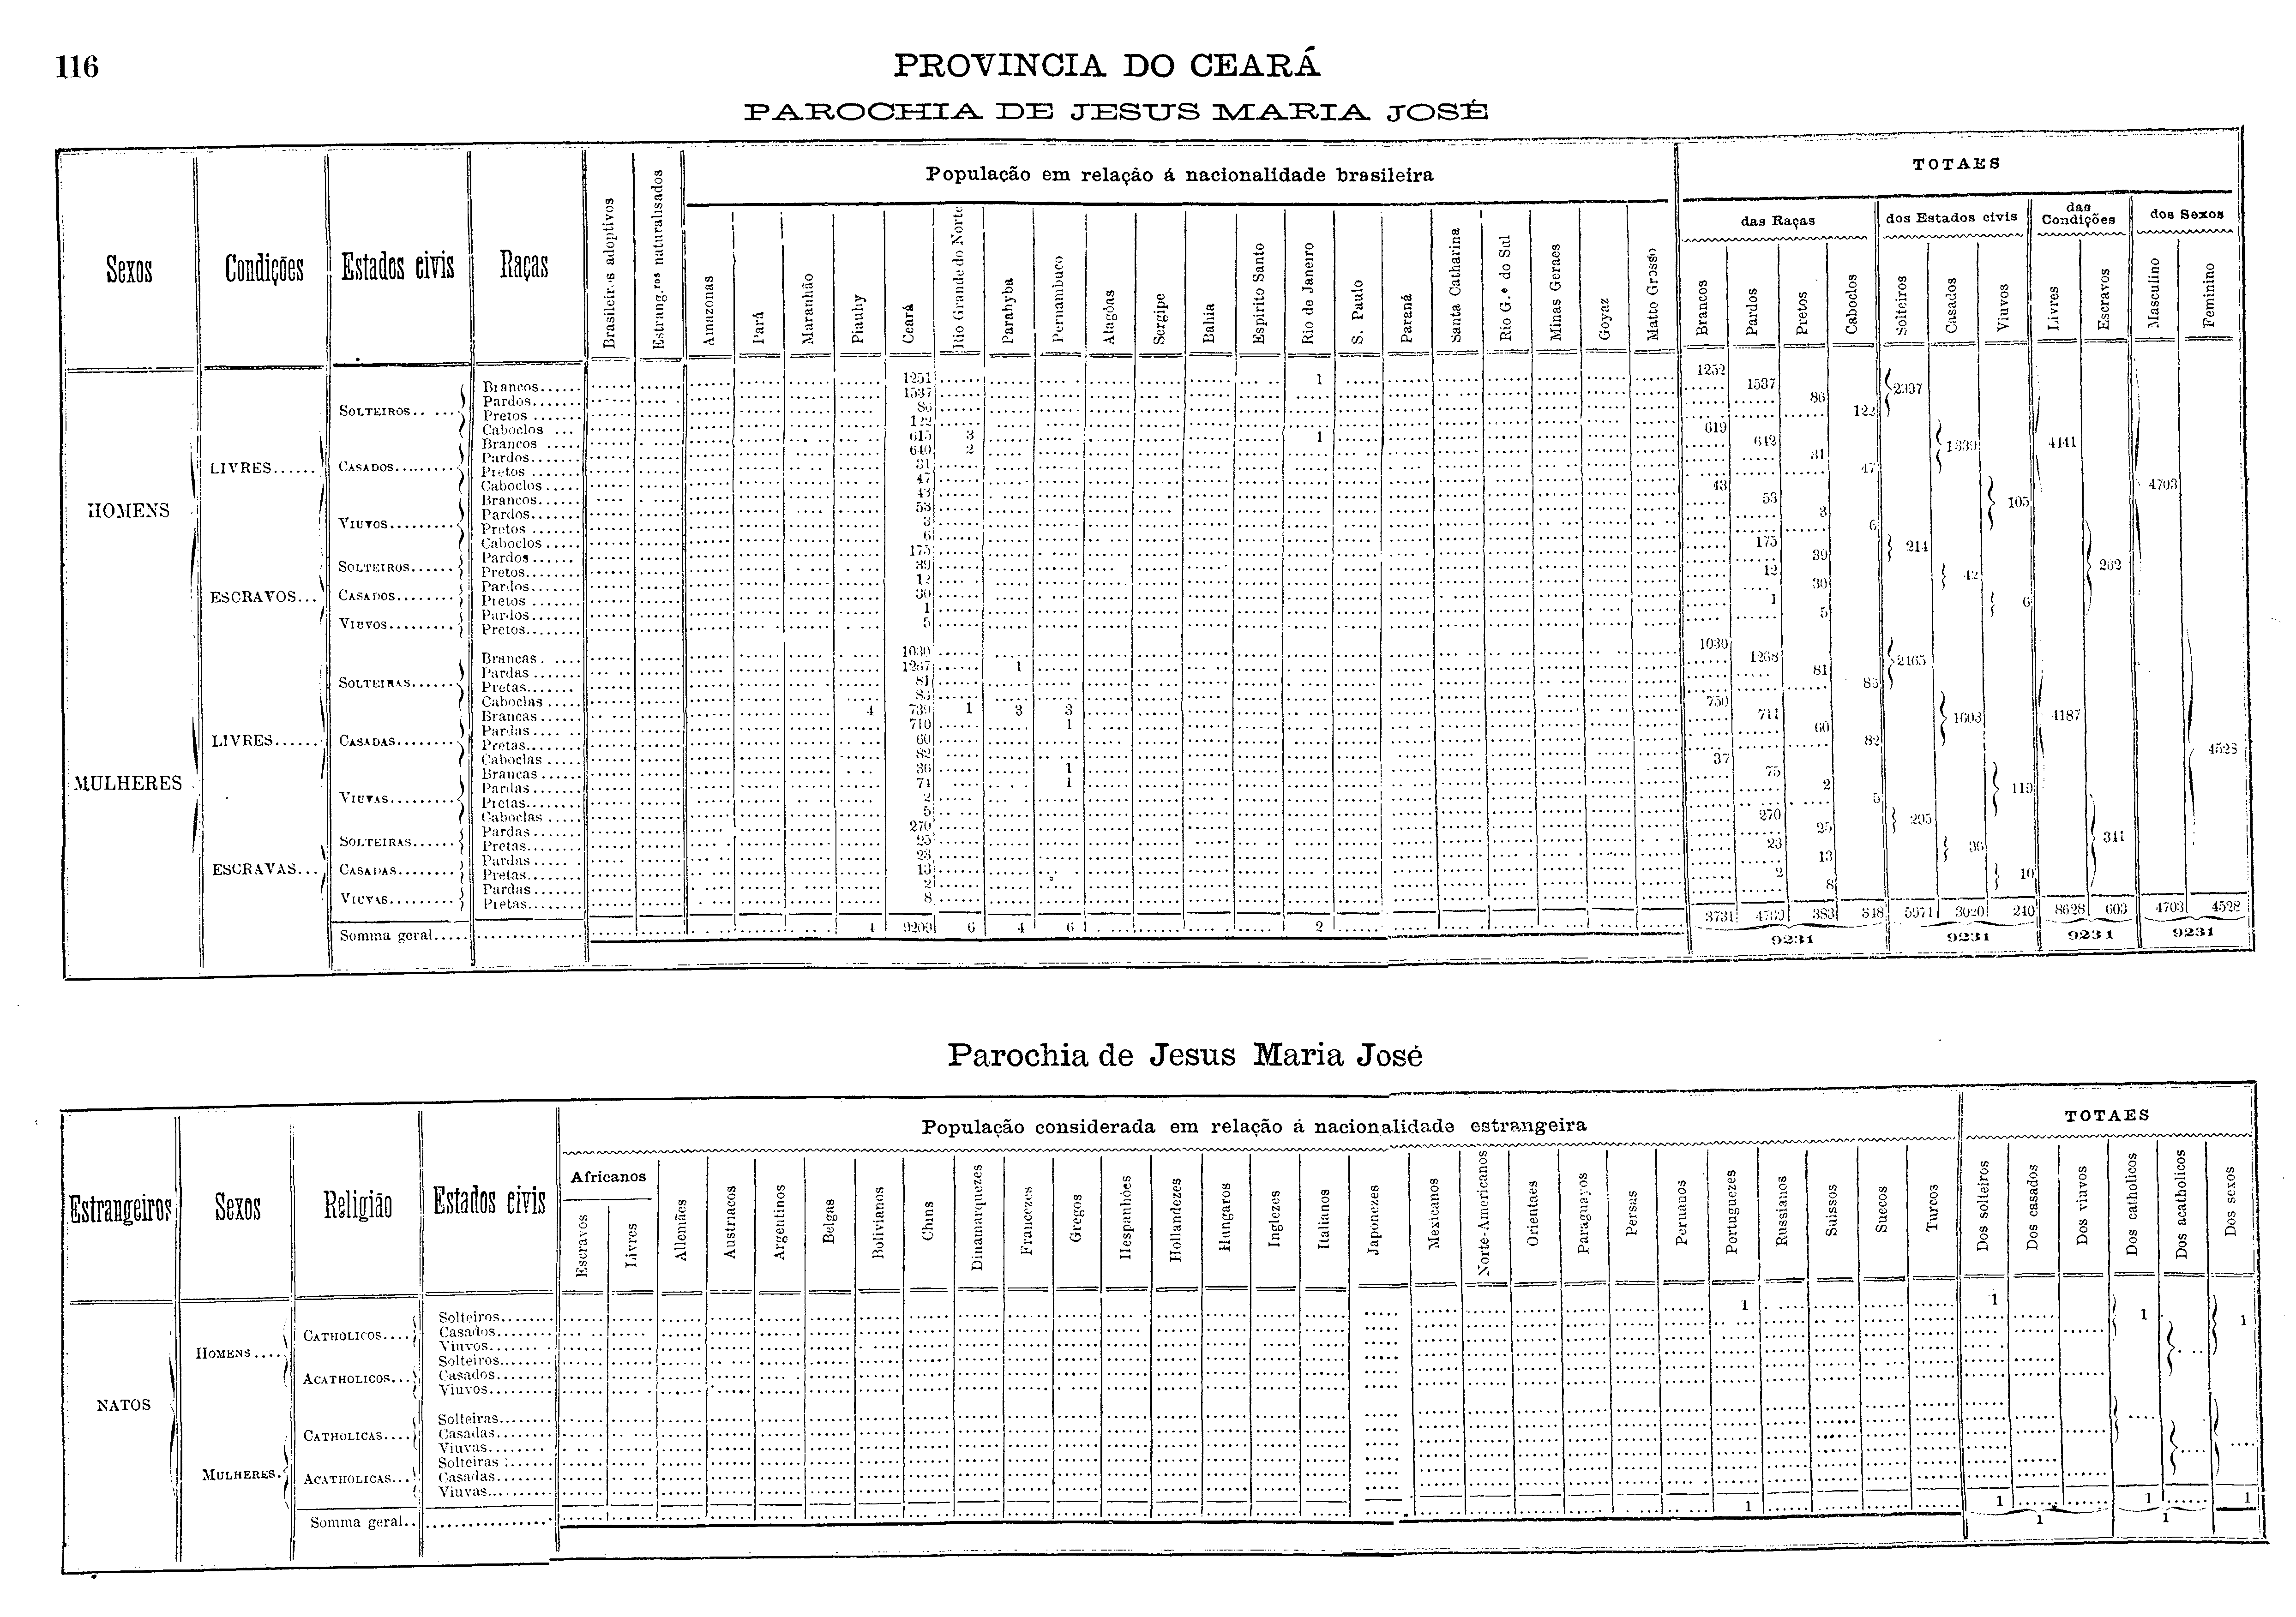 116
PROVINCIA DO CEARÁ
PAROCHIA DE JESUS MARIA JOSÉ
Sexos Condições Estados civis Raças Brasileiros adoptivos Estrang.ros naturalisados População em relação á nacionalidade brasileira TOTAES
Amazonas Pará Maranhão Piauhy Ceará Rio Grande do Norte Parahyba Pernambuco Alagôas Sergipe Bahia Espirito Santo Rio de Janeiro S. Paulo Paraná Santa Catharina Rio G.e do Sul Minas Geraes Goyaz Matto Grosso
das Raças dos Estados civis das Condições dos Sexos
Brancos Pardos Pretos Caboclos Solteiros Casados Viuvos Livres Escravos Masculino Feminino
HOMENS LIVRES...... SOLTEIROS...... Brancos...... 1251 1 1252 2997 4441 4703
Pardos...... 1537 1537
Pretos...... 86 86
Caboclos... 122 122
CASADOS........ Brancos..... 615 3 1 619 1339
Pardos...... 640 2 642
Pretos...... 31 31
Caboclos..... 47 47
VIUVOS........ Brancos...... 43 43 105
Pardos...... 53 53
Pretos..... 3 3
Caboclos..... 6 6
ESCRAVOS... SOLTEIROS...... Pardos..... 175 175 214 262
Pretos...... 39 39
CASADOS........ Pardos...... 12 12 42
Pretos...... 30 30
VIUVOS......... Pardos...... 1 1 6
Pretos....... 5 5
MULHERES LIVRES...... SOLTEIRAS...... Brancas..... 1030 1030 2465 4187 4528
Pardas..... 1267 1 1268
Pretas....... 81 81
Caboclas..... 85 85
CASADAS........ Brancas...... 4 739 1 3 3 750 1603
Pardas..... 710 1 711
Pretas....... 60 60
Caboclas..... 82 82
VIUVAS........ Brancas..... 36 1 37 119
Pardas...... 71 1 75
Pretas...... 2 2
Caboclas..... 5 5
ESCRAVAS... SOLTEIRAS...... Pardas...... 270 270 295 341
Pretas...... 25 25
CASADAS........ Pardas...... 23 23 36
Pretas...... 13 13
VIUVAS......... Pardas...... 2 2 10
Pretas....... 8 8
Somma geral..... 4 9209 6 4 6 2 3731 4769 383 348 5971 3020 240 8628 603 4703 4528
9231 9231 9231 9231
Parochia de Jesus Maria José
Estrangeiros Sexos Religião Estados civis População considerada em relação á nacionalidade estrangeira TOTAES
Africanos
Escravos Livres Allemães Austriacos Argentinos Belgas Bolivianos Chins Dinamarquezes Francezes Gregos Hespanhóes Hollandezes Hungaros Inglezes Italianos Japonezes Mexicanos Norte-Americanos Orientaes Paraguayos Persas Peruanos Portuguezes Russianos Suissos Suecos Turcos Dos solteiros Dos casados Dos viuvos Dos catholicos Dos acatholicos Dos sexos
NATOS HOMENS.... CATHOLICOS.... Solteiros........ 1 1 1 1
Casados........
Viuvos.......
ACATHOLICOS... Solteiros........
Casados........
Viuvos.........
MULHERES. CATHOLICAS.... Solteiras........
Casadas........
Viuvas........
ACATHOLICAS... Solteiras
Casadas........
Viuvas.........
Somma geral.. 1 1 1 1
1 1